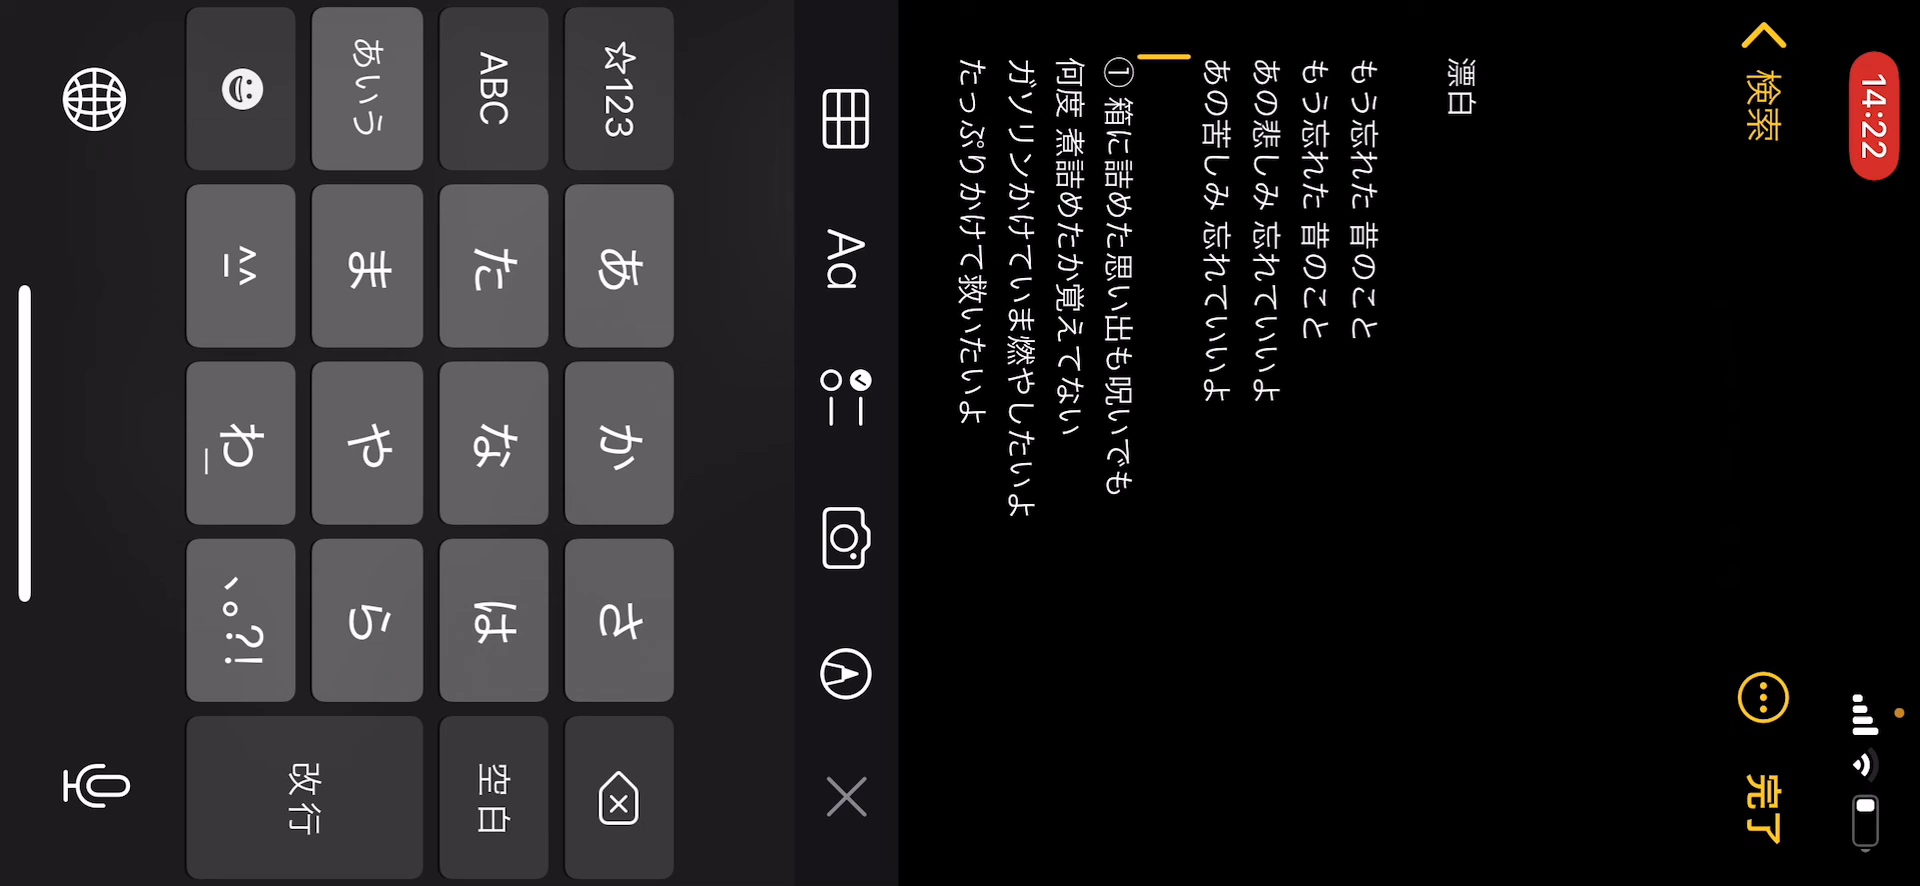 14:22
検索
完了
漂白
もう忘れた 昔のこと
もう忘れた 昔のこと
あの悲しみ 忘れていいよ
あの苦しみ 忘れていいよ
① 箱に詰めた思い出も呪いでも
何度 煮詰めたか覚えてない
ガソリンかけていま燃やしたいよ
たっぷりかけて救いたいよ
Aa
☆123 あ か さ
ABC た な は 空白
あいう ま や ら 改行
^^ わ_ 、。?!